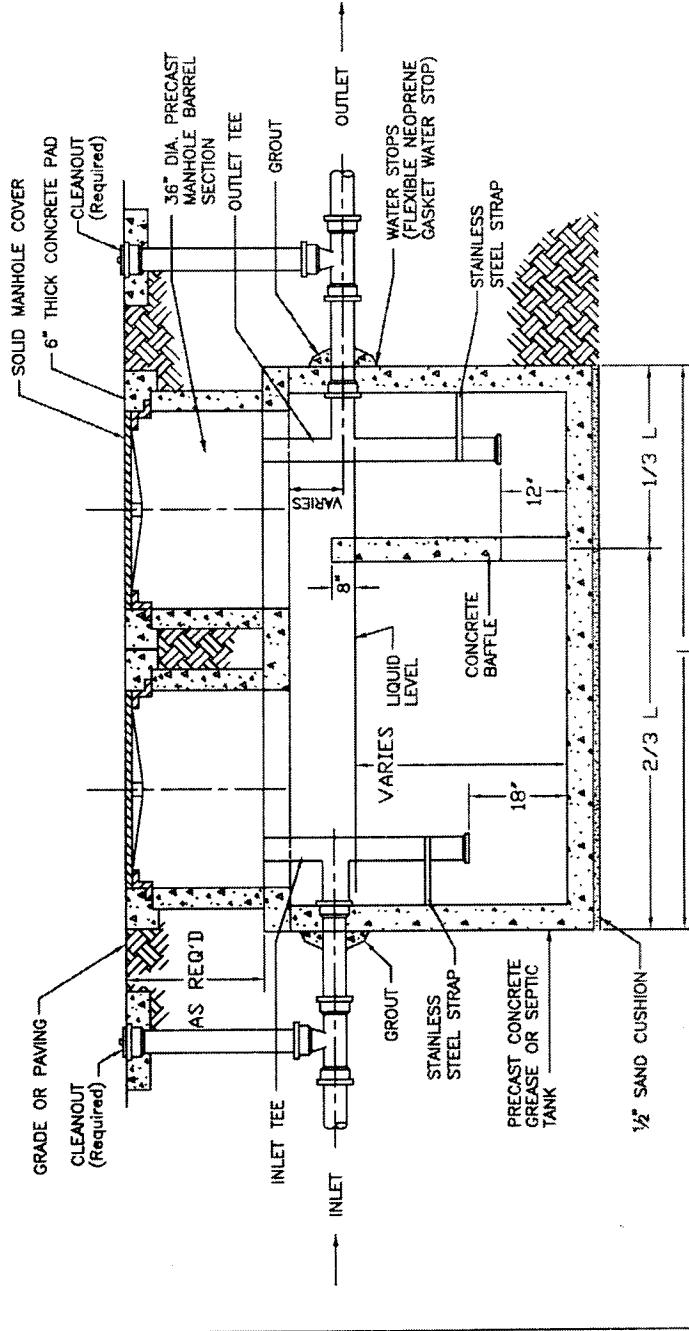 SOLID MANHOLE COVER
6" THICK CONCRETE PAD
CLEANOUT
(Required)
36" DIA. PRECAST
MANHOLE BARREL
SECTION
OUTLET TEE
GROUT
OUTLET
WATER STOPS
(FLEXIBLE NEOPRENE
GASKET WATER STOP)
STAINLESS
STEEL STRAP
GRADE OR PAVING
CLEANOUT
(Required)
AS REQ'D
INLET TEE
INLET
GROUT
STAINLESS
STEEL STRAP
PRECAST CONCRETE
GREASE OR SEPTIC
TANK
½" SAND CUSHION
VARIES
8"
LIQUID
LEVEL
VARIES
CONCRETE
BAFFLE
12"
18"
2/3 L
1/3 L